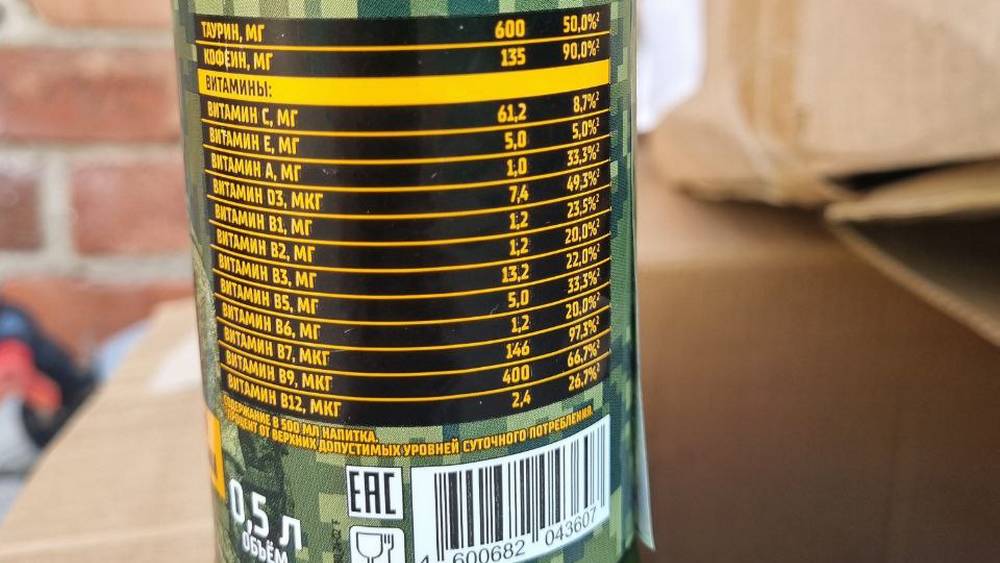 ТАУРИН, МГ 600 50,0%²
КОФЕИН, МГ 135 90,0%²
ВИТАМИНЫ:
ВИТАМИН С, МГ 61,2 8,7%²
ВИТАМИН Е, МГ 5,0 5,0%²
ВИТАМИН А, МГ 1,0 33,3%²
ВИТАМИН D3, МКГ 7,4 49,3%²
ВИТАМИН В1, МГ 1,2 23,5%²
ВИТАМИН В2, МГ 1,2 20,0%²
ВИТАМИН В3, МГ 13,2 22,0%²
ВИТАМИН В5, МГ 5,0 33,3%²
ВИТАМИН В6, МГ 1,2 20,0%²
ВИТАМИН В7, МКГ 146 97,3%²
ВИТАМИН В9, МКГ 400 66,7%²
ВИТАМИН В12, МКГ 2,4 26,7%²
СОДЕРЖАНИЕ В 500 МЛ НАПИТКА.
ПРОЦЕНТ ОТ ВЕРХНИХ ДОПУСТИМЫХ УРОВНЕЙ СУТОЧНОГО ПОТРЕБЛЕНИЯ.
0,5 Л
ОБЪЁМ
EAC
4 600682 043607